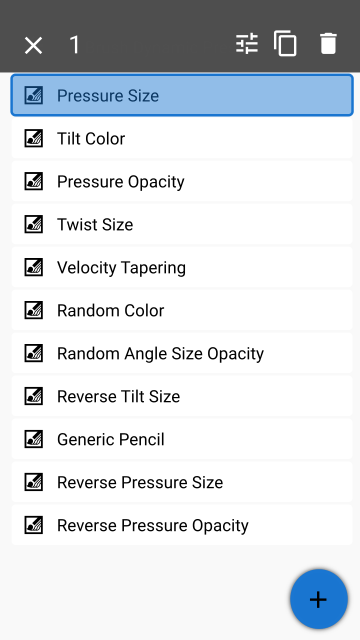 1
Pressure Size
Tilt Color
Pressure Opacity
Twist Size
Velocity Tapering
Random Color
Random Angle Size Opacity
Reverse Tilt Size
Generic Pencil
Reverse Pressure Size
Reverse Pressure Opacity